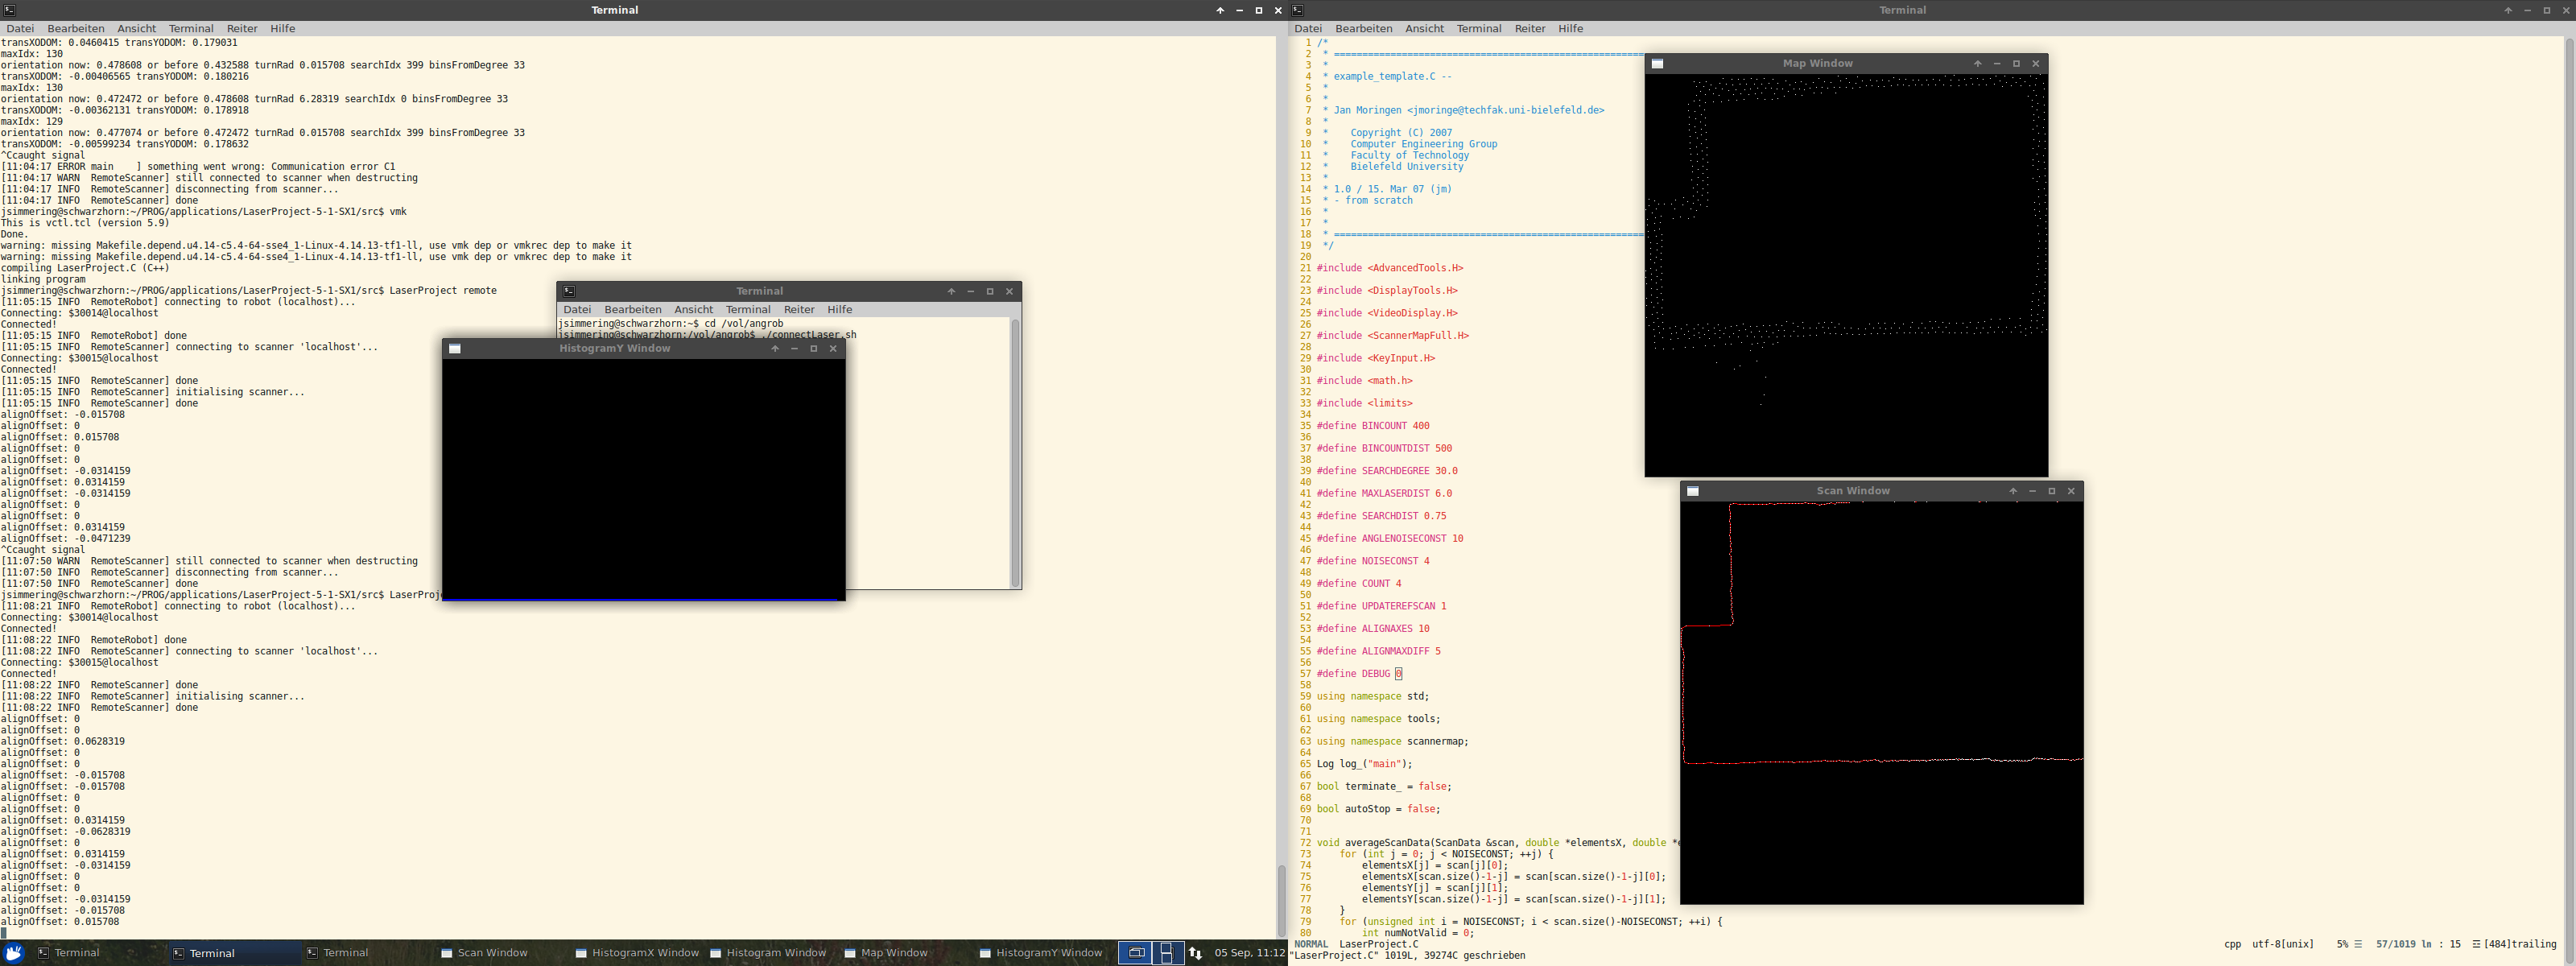 Terminal
Datei Bearbeiten Ansicht Terminal Reiter Hilfe
transXODOM: 0.0460415 transYODOM: 0.179031
maxIdx: 130
orientation now: 0.478608 or before 0.432588 turnRad 0.015708 searchIdx 399 binsFromDegree 33
transXODOM: -0.00406565 transYODOM: 0.180216
maxIdx: 130
orientation now: 0.472472 or before 0.478608 turnRad 6.28319 searchIdx 0 binsFromDegree 33
transXODOM: -0.00362131 transYODOM: 0.178918
maxIdx: 129
orientation now: 0.477074 or before 0.472472 turnRad 0.015708 searchIdx 399 binsFromDegree 33
transXODOM: -0.00599234 transYODOM: 0.178632
^Ccaught signal
[11:04:17 ERROR main    ] something went wrong: Communication error C1
[11:04:17 WARN  RemoteScanner] still connected to scanner when destructing
[11:04:17 INFO  RemoteScanner] disconnecting from scanner...
[11:04:17 INFO  RemoteScanner] done
jsimmering@schwarzhorn:~/PROG/applications/LaserProject-5-1-SX1/src$ vmk
This is vctl.tcl (version 5.9)
Done.
warning: missing Makefile.depend.u4.14-c5.4-64-sse4_1-Linux-4.14.13-tf1-ll, use vmk dep or vmkrec dep to make it
warning: missing Makefile.depend.u4.14-c5.4-64-sse4_1-Linux-4.14.13-tf1-ll, use vmk dep or vmkrec dep to make it
compiling LaserProject.C (C++)
linking program
jsimmering@schwarzhorn:~/PROG/applications/LaserProject-5-1-SX1/src$ LaserProject remote
[11:05:15 INFO  RemoteRobot] connecting to robot (localhost)...
Connecting: $30014@localhost
Connected!
[11:05:15 INFO  RemoteRobot] done
[11:05:15 INFO  RemoteScanner] connecting to scanner 'localhost'...
Connecting: $30015@localhost
Connected!
[11:05:15 INFO  RemoteScanner] done
[11:05:15 INFO  RemoteScanner] initialising scanner...
[11:05:15 INFO  RemoteScanner] done
alignOffset: -0.015708
alignOffset: 0
alignOffset: 0.015708
alignOffset: 0
alignOffset: 0
alignOffset: -0.0314159
alignOffset: 0.0314159
alignOffset: -0.0314159
alignOffset: 0
alignOffset: 0
alignOffset: 0.0314159
alignOffset: -0.0471239
^Ccaught signal
[11:07:50 WARN  RemoteScanner] still connected to scanner when destructing
[11:07:50 INFO  RemoteScanner] disconnecting from scanner...
[11:07:50 INFO  RemoteScanner] done
jsimmering@schwarzhorn:~/PROG/applications/LaserProject-5-1-SX1/src$ LaserProj
[11:08:21 INFO  RemoteRobot] connecting to robot (localhost)...
Connecting: $30014@localhost
Connected!
[11:08:22 INFO  RemoteRobot] done
[11:08:22 INFO  RemoteScanner] connecting to scanner 'localhost'...
Connecting: $30015@localhost
Connected!
[11:08:22 INFO  RemoteScanner] done
[11:08:22 INFO  RemoteScanner] initialising scanner...
[11:08:22 INFO  RemoteScanner] done
alignOffset: 0
alignOffset: 0
alignOffset: 0.0628319
alignOffset: 0
alignOffset: 0
alignOffset: -0.015708
alignOffset: -0.015708
alignOffset: 0
alignOffset: 0
alignOffset: 0.0314159
alignOffset: -0.0628319
alignOffset: 0
alignOffset: 0.0314159
alignOffset: -0.0314159
alignOffset: 0
alignOffset: 0
alignOffset: -0.0314159
alignOffset: -0.015708
alignOffset: 0.015708
Terminal
Datei Bearbeiten Ansicht Terminal Reiter Hilfe
jsimmering@schwarzhorn:~$ cd /vol/angrob
jsimmering@schwarzhorn:/vol/angrob$ ./connectLaser.sh
HistogramY Window
Terminal
Terminal
Terminal
Scan Window
HistogramX Window
Histogram Window
Map Window
HistogramY Window
05 Sep, 11:12
Terminal
Datei Bearbeiten Ansicht Terminal Reiter Hilfe
1 /*
2  * =======================================================
3  *
4  * example_template.C --
5  *
6  *
7  * Jan Moringen <jmoringe@techfak.uni-bielefeld.de>
8  *
9  *    Copyright (C) 2007
10  *    Computer Engineering Group
11  *    Faculty of Technology
12  *    Bielefeld University
13  *
14  * 1.0 / 15. Mar 07 (jm)
15  * - from scratch
16  *
17  *
18  * =======================================================
19  */
20
21 #include <AdvancedTools.H>
22
23 #include <DisplayTools.H>
24
25 #include <VideoDisplay.H>
26
27 #include <ScannerMapFull.H>
28
29 #include <KeyInput.H>
30
31 #include <math.h>
32
33 #include <limits>
34
35 #define BINCOUNT 400
36
37 #define BINCOUNTDIST 500
38
39 #define SEARCHDEGREE 30.0
40
41 #define MAXLASERDIST 6.0
42
43 #define SEARCHDIST 0.75
44
45 #define ANGLENOISECONST 10
46
47 #define NOISECONST 4
48
49 #define COUNT 4
50
51 #define UPDATEREFSCAN 1
52
53 #define ALIGNAXES 10
54
55 #define ALIGNMAXDIFF 5
56
57 #define DEBUG 0
58
59 using namespace std;
60
61 using namespace tools;
62
63 using namespace scannermap;
64
65 Log log_("main");
66
67 bool terminate_ = false;
68
69 bool autoStop = false;
70
71
72 void averageScanData(ScanData &scan, double *elementsX, double *e
73     for (int j = 0; j < NOISECONST; ++j) {
74         elementsX[j] = scan[j][0];
75         elementsX[scan.size()-1-j] = scan[scan.size()-1-j][0];
76         elementsY[j] = scan[j][1];
77         elementsY[scan.size()-1-j] = scan[scan.size()-1-j][1];
78     }
79     for (unsigned int i = NOISECONST; i < scan.size()-NOISECONST; ++i) {
80         int numNotValid = 0;
NORMAL  LaserProject.C  cpp  utf-8[unix]  5% ☰  57/1019 ln : 15  Ξ [484]trailing
"LaserProject.C" 1019L, 39274C geschrieben
Map Window
Scan Window